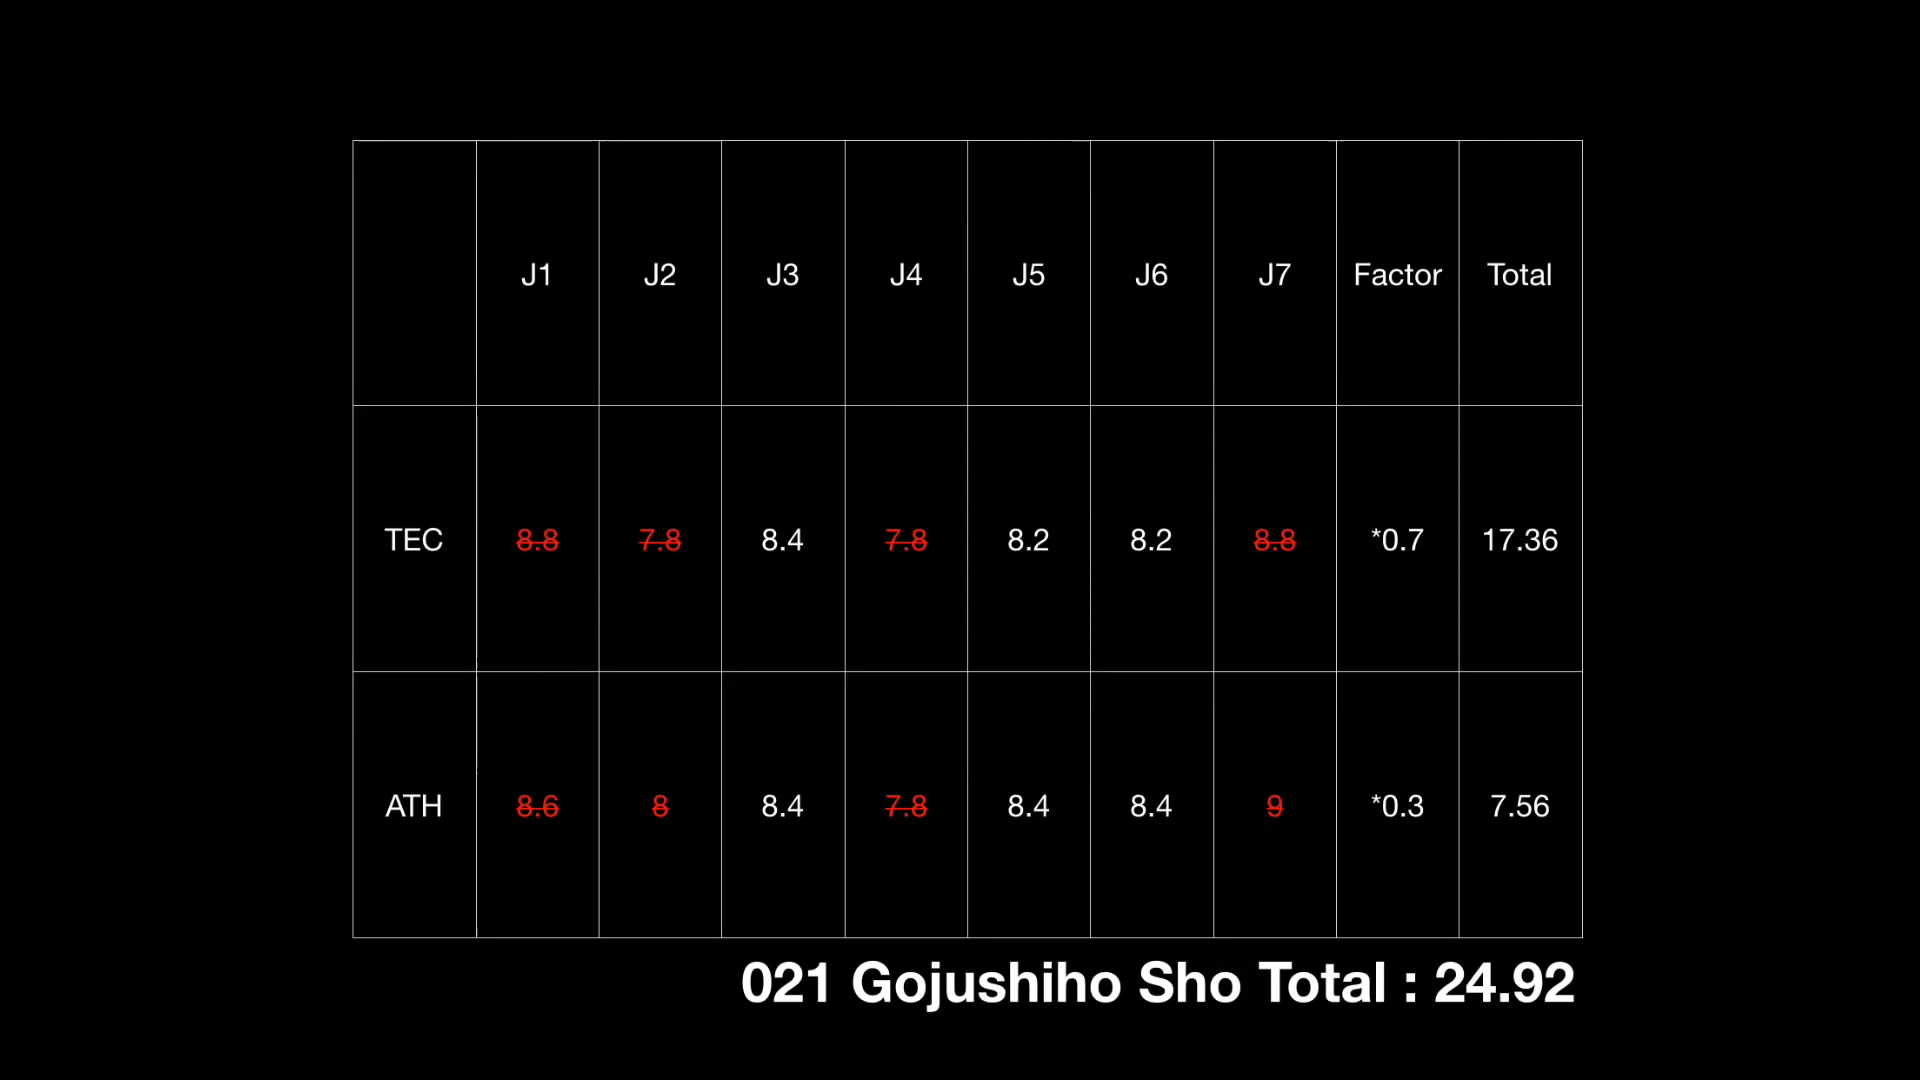 J1 J2 J3 J4 J5 J6 J7 Factor Total
TEC 8.8 7.8 8.4 7.8 8.2 8.2 8.8 *0.7 17.36
ATH 8.6 8 8.4 7.8 8.4 8.4 9 *0.3 7.56
021 Gojushiho Sho Total : 24.92